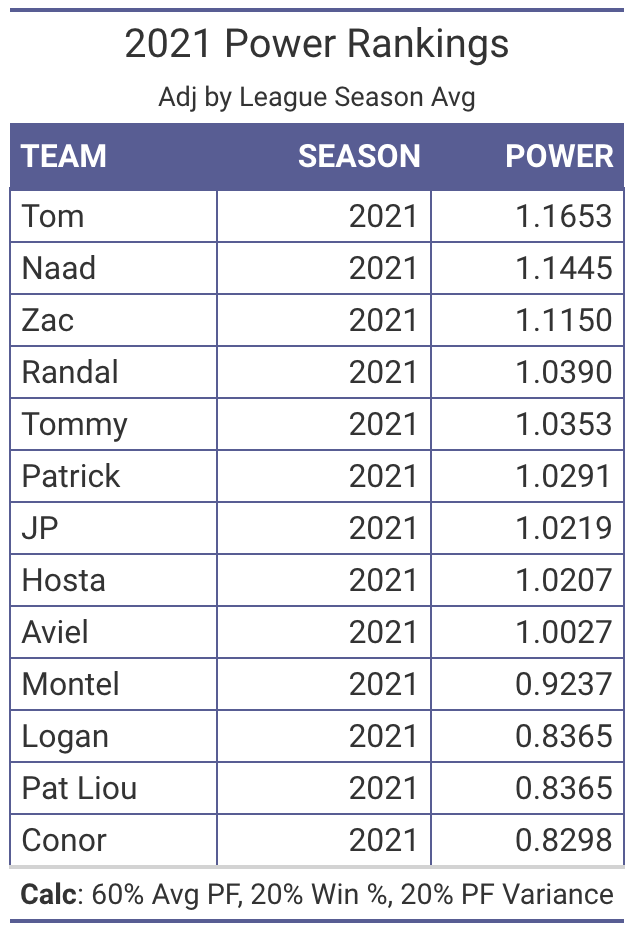 2021 Power Rankings
Adj by League Season Avg
TEAM SEASON POWER
Tom 2021 1.1653
Naad 2021 1.1445
Zac 2021 1.1150
Randal 2021 1.0390
Tommy 2021 1.0353
Patrick 2021 1.0291
JP 2021 1.0219
Hosta 2021 1.0207
Aviel 2021 1.0027
Montel 2021 0.9237
Logan 2021 0.8365
Pat Liou 2021 0.8365
Conor 2021 0.8298
Calc: 60% Avg PF, 20% Win %, 20% PF Variance